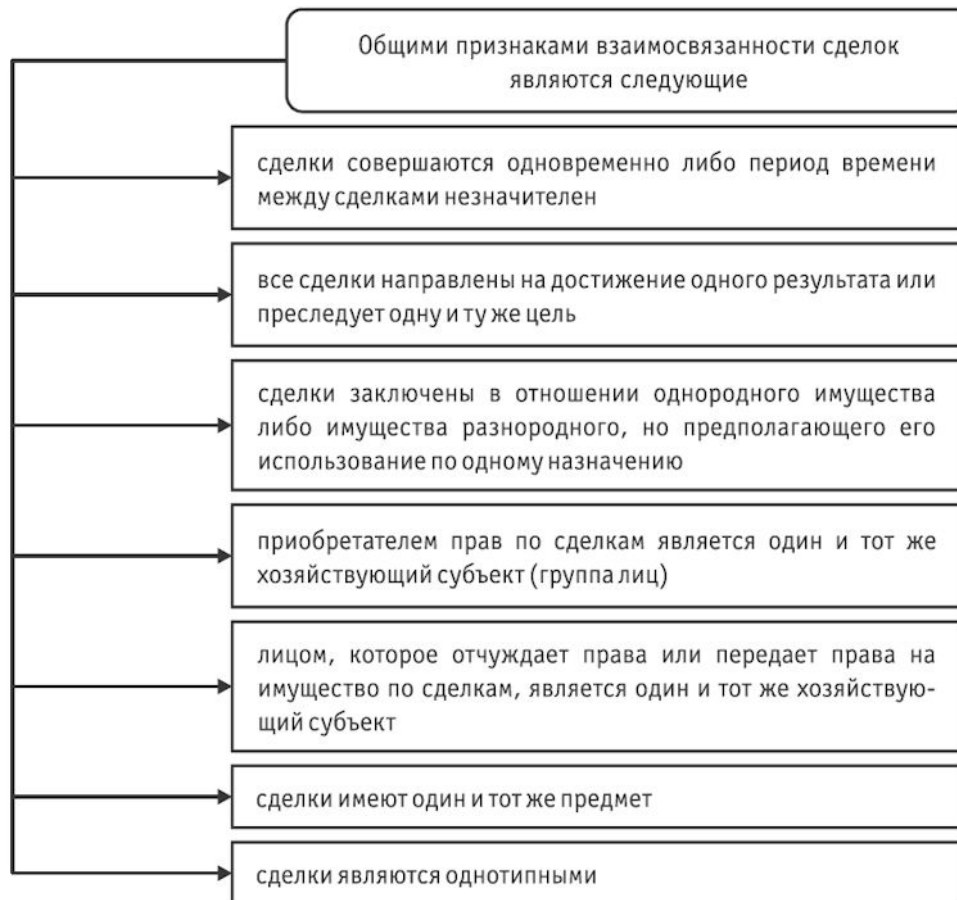 Общими признаками взаимосвязанности сделок
являются следующие
сделки совершаются одновременно либо период времени
между сделками незначителен
все сделки направлены на достижение одного результата или
преследует одну и ту же цель
сделки заключены в отношении однородного имущества
либо имущества разнородного, но предполагающего его
использование по одному назначению
приобретателем прав по сделкам является один и тот же
хозяйствующий субъект (группа лиц)
лицом, которое отчуждает права или передает права на
имущество по сделкам, является один и тот же хозяйствую-
щий субъект
сделки имеют один и тот же предмет
сделки являются однотипными